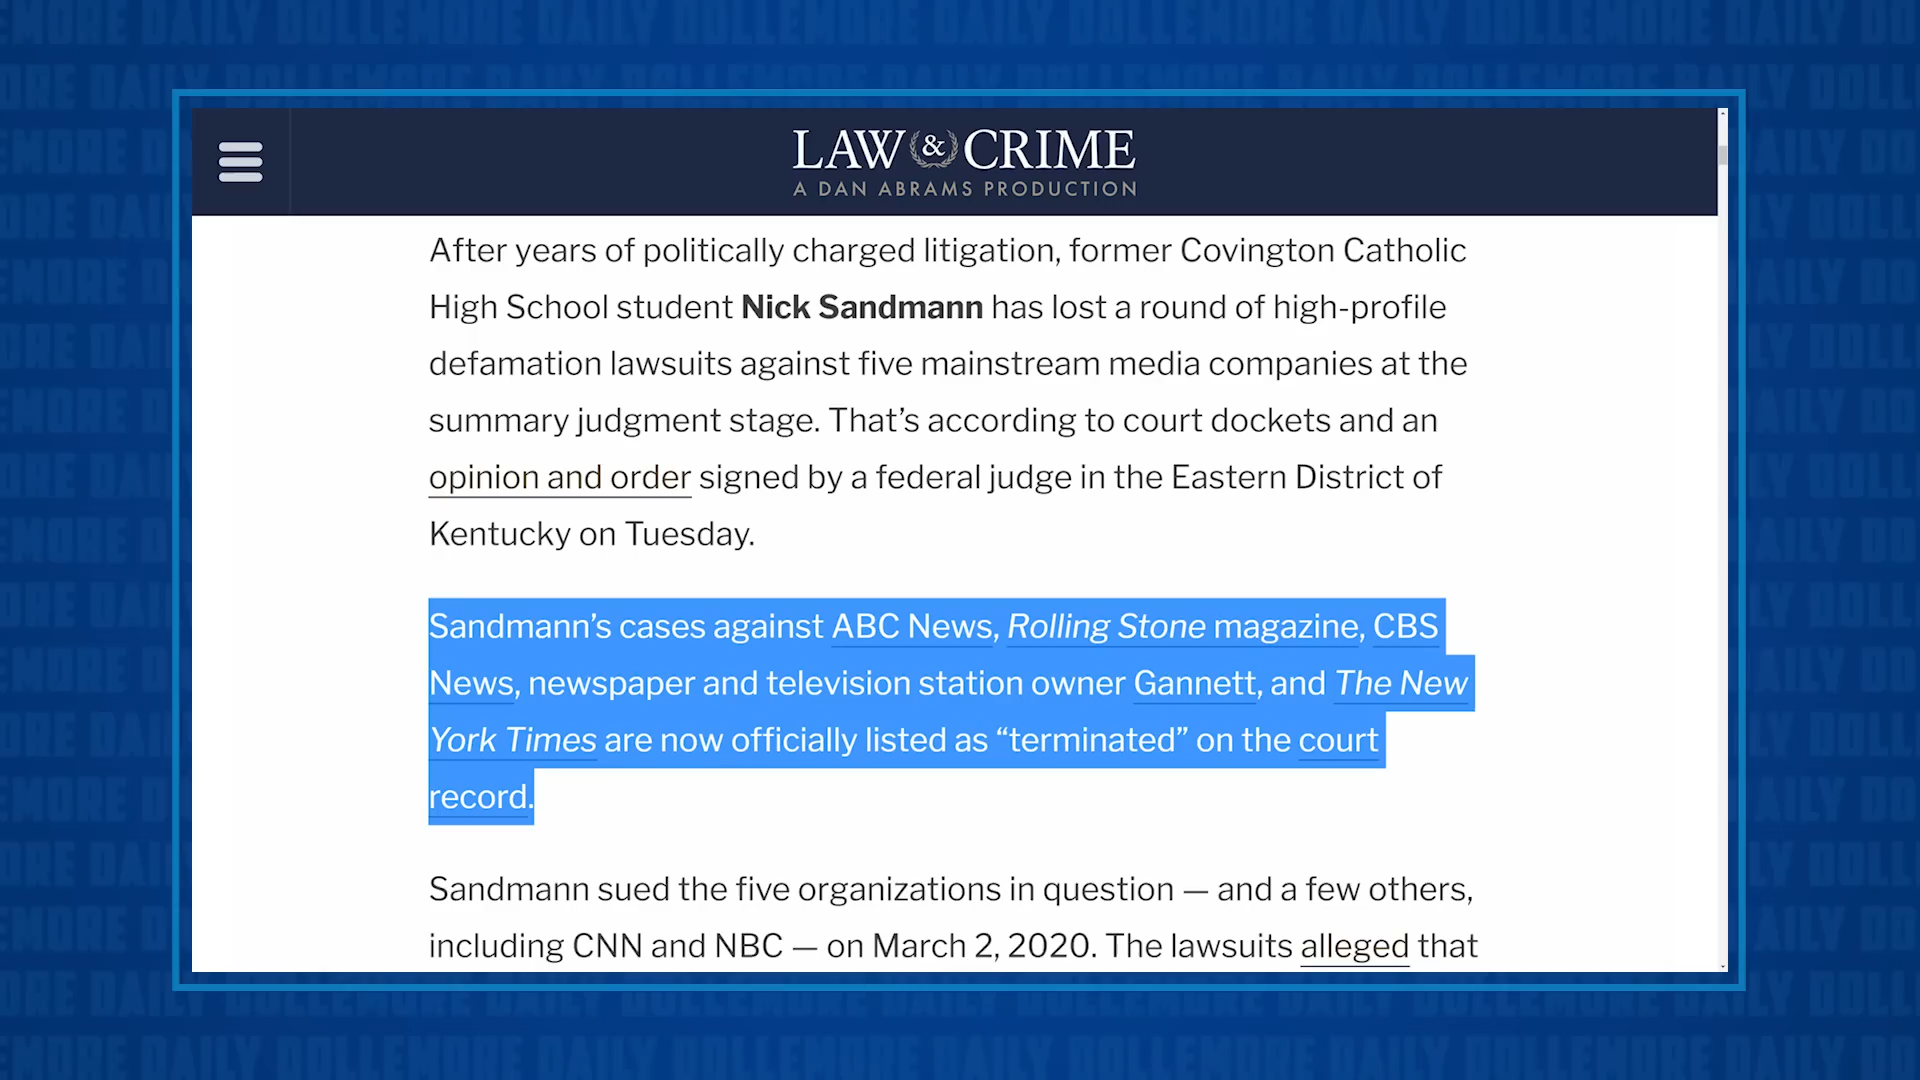 LAW & CRIME
A DAN ABRAMS PRODUCTION
After years of politically charged litigation, former Covington Catholic
High School student Nick Sandmann has lost a round of high-profile
defamation lawsuits against five mainstream media companies at the
summary judgment stage. That’s according to court dockets and an
opinion and order signed by a federal judge in the Eastern District of
Kentucky on Tuesday.
Sandmann’s cases against ABC News, Rolling Stone magazine, CBS
News, newspaper and television station owner Gannett, and The New
York Times are now officially listed as “terminated” on the court
record.
Sandmann sued the five organizations in question — and a few others,
including CNN and NBC — on March 2, 2020. The lawsuits alleged that